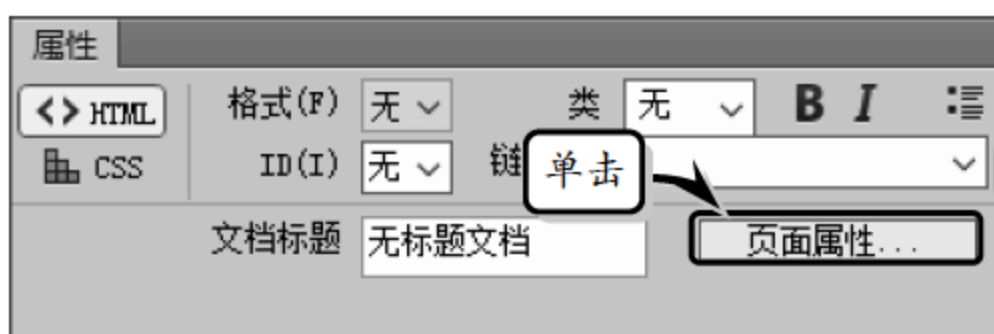 属性
<> HTML 格式(F) 无 类 无 B I
CSS ID(I) 无 链
单击
文档标题 无标题文档 页面属性...